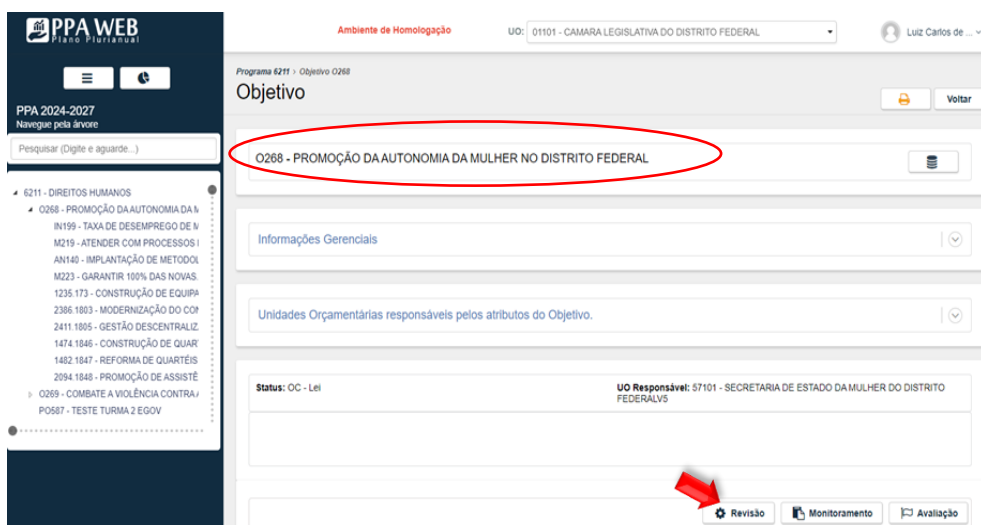 PPA WEB
Plano Plurianual
Ambiente de Homologação
UO: 01101 - CAMARA LEGISLATIVA DO DISTRITO FEDERAL
Luiz Carlos de ...
PPA 2024-2027
Navegue pela árvore
Pesquisar (Digite e aguarde...)
6211 - DIREITOS HUMANOS
O268 - PROMOÇÃO DA AUTONOMIA DA M
IN199 - TAXA DE DESEMPREGO DE M
M219 - ATENDER COM PROCESSOS
AN140 - IMPLANTAÇÃO DE METODOL
M223 - GARANTIR 100% DAS NOVAS
1235.173 - CONSTRUÇÃO DE EQUIPA
2386.1803 - MODERNIZAÇÃO DO CON
2411.1805 - GESTÃO DESCENTRALIZ
1474.1846 - CONSTRUÇÃO DE QUAR
1482.1847 - REFORMA DE QUARTÉIS
2094.1848 - PROMOÇÃO DE ASSISTÊ
O269 - COMBATE A VIOLÊNCIA CONTRA
PO587 - TESTE TURMA 2 EGOV
Programa 6211 > Objetivo O268
Objetivo
Voltar
O268 - PROMOÇÃO DA AUTONOMIA DA MULHER NO DISTRITO FEDERAL
Informações Gerenciais
Unidades Orçamentárias responsáveis pelos atributos do Objetivo.
Status: OC - Lei
UO Responsável: 57101 - SECRETARIA DE ESTADO DA MULHER DO DISTRITO
FEDERALV5
Revisão
Monitoramento
Avaliação